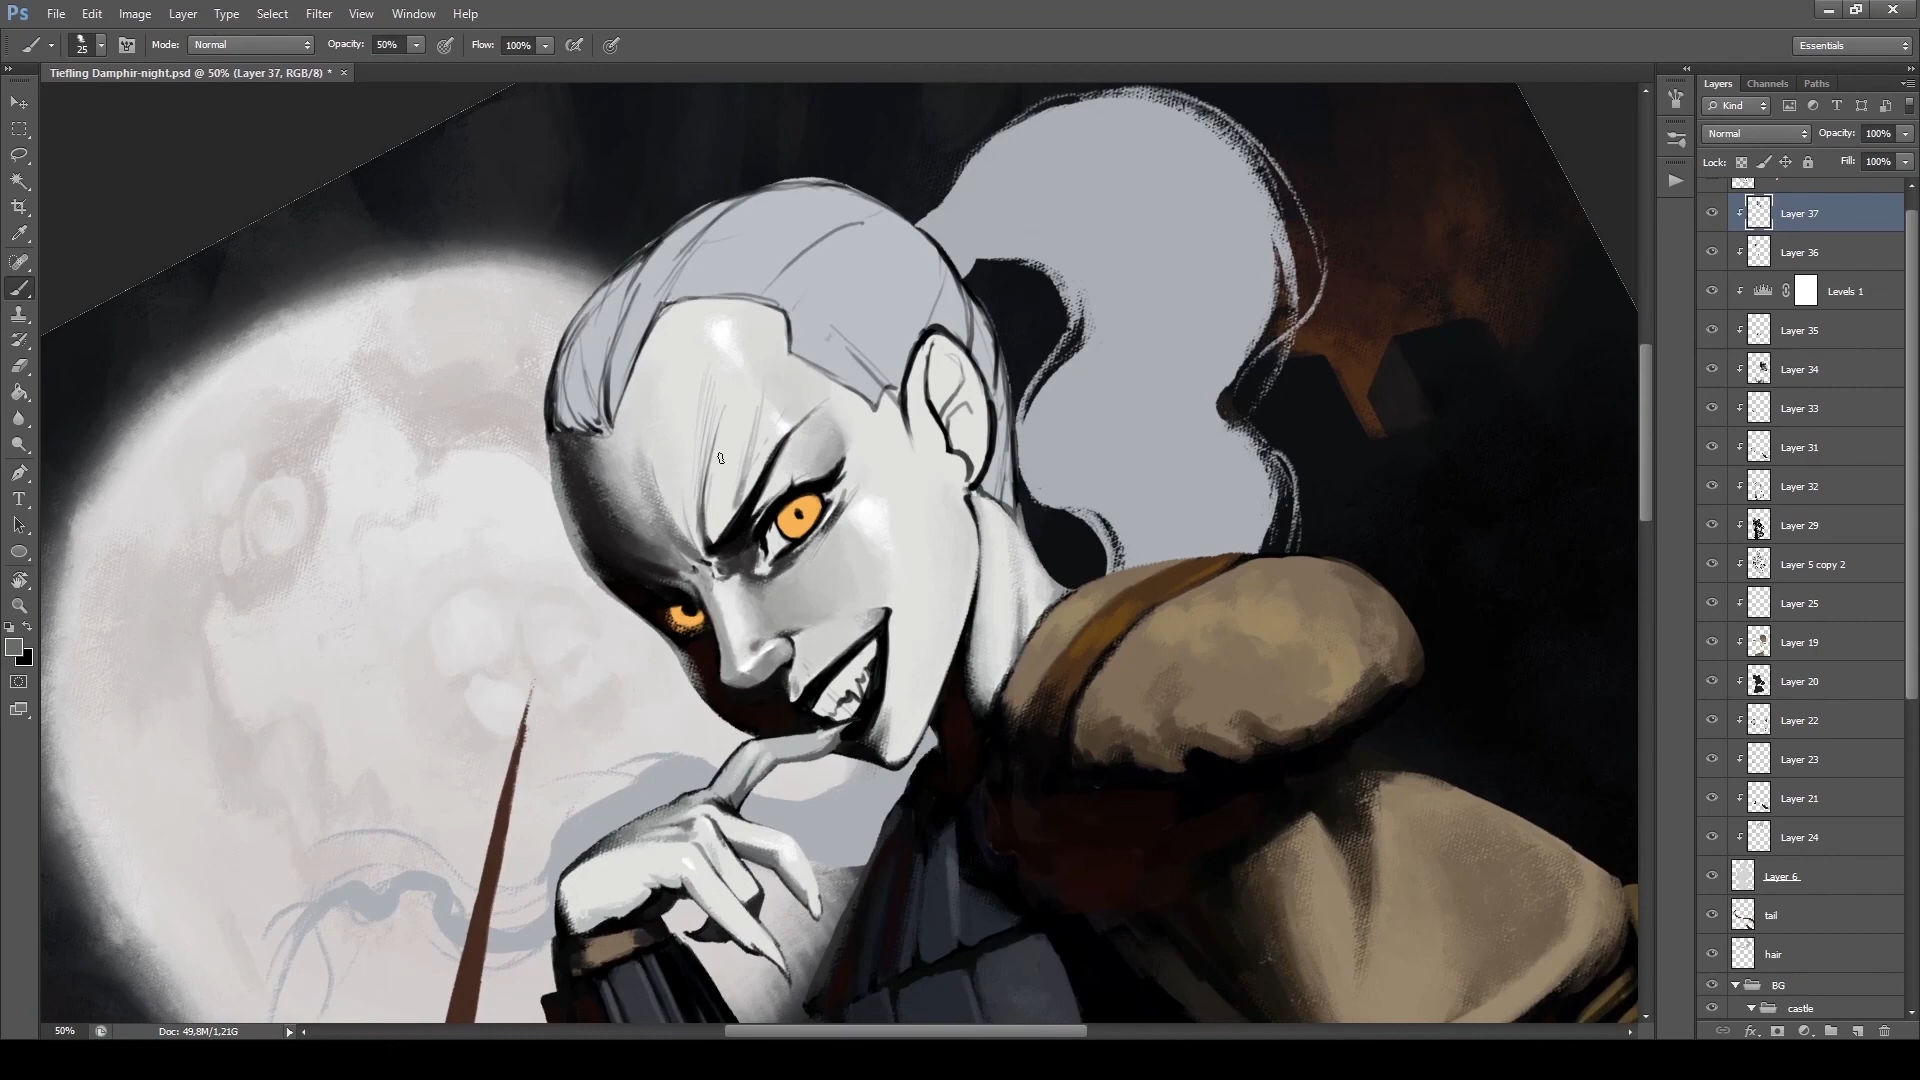 Ps File Edit Image Layer Type Select Filter Extract View Window Help
25 Mode: Normal Opacity: 50% Flow: 100% Essentials
Tiefling Damphir-night.psd @ 50% (Layer 37, RGB/8) * ×
Layers Channels Paths
Kind
Normal Opacity: 100%
Lock: Fill: 100%
Layer 37
Layer 36
Levels 1
Layer 35
Layer 34
Layer 33
Layer 31
Layer 32
Layer 29
Layer 5 copy 2
Layer 25
Layer 19
Layer 20
Layer 22
Layer 23
Layer 21
Layer 24
Layer 6
tail
hair
BG
castle
50% Doc: 49,8M/1,21G